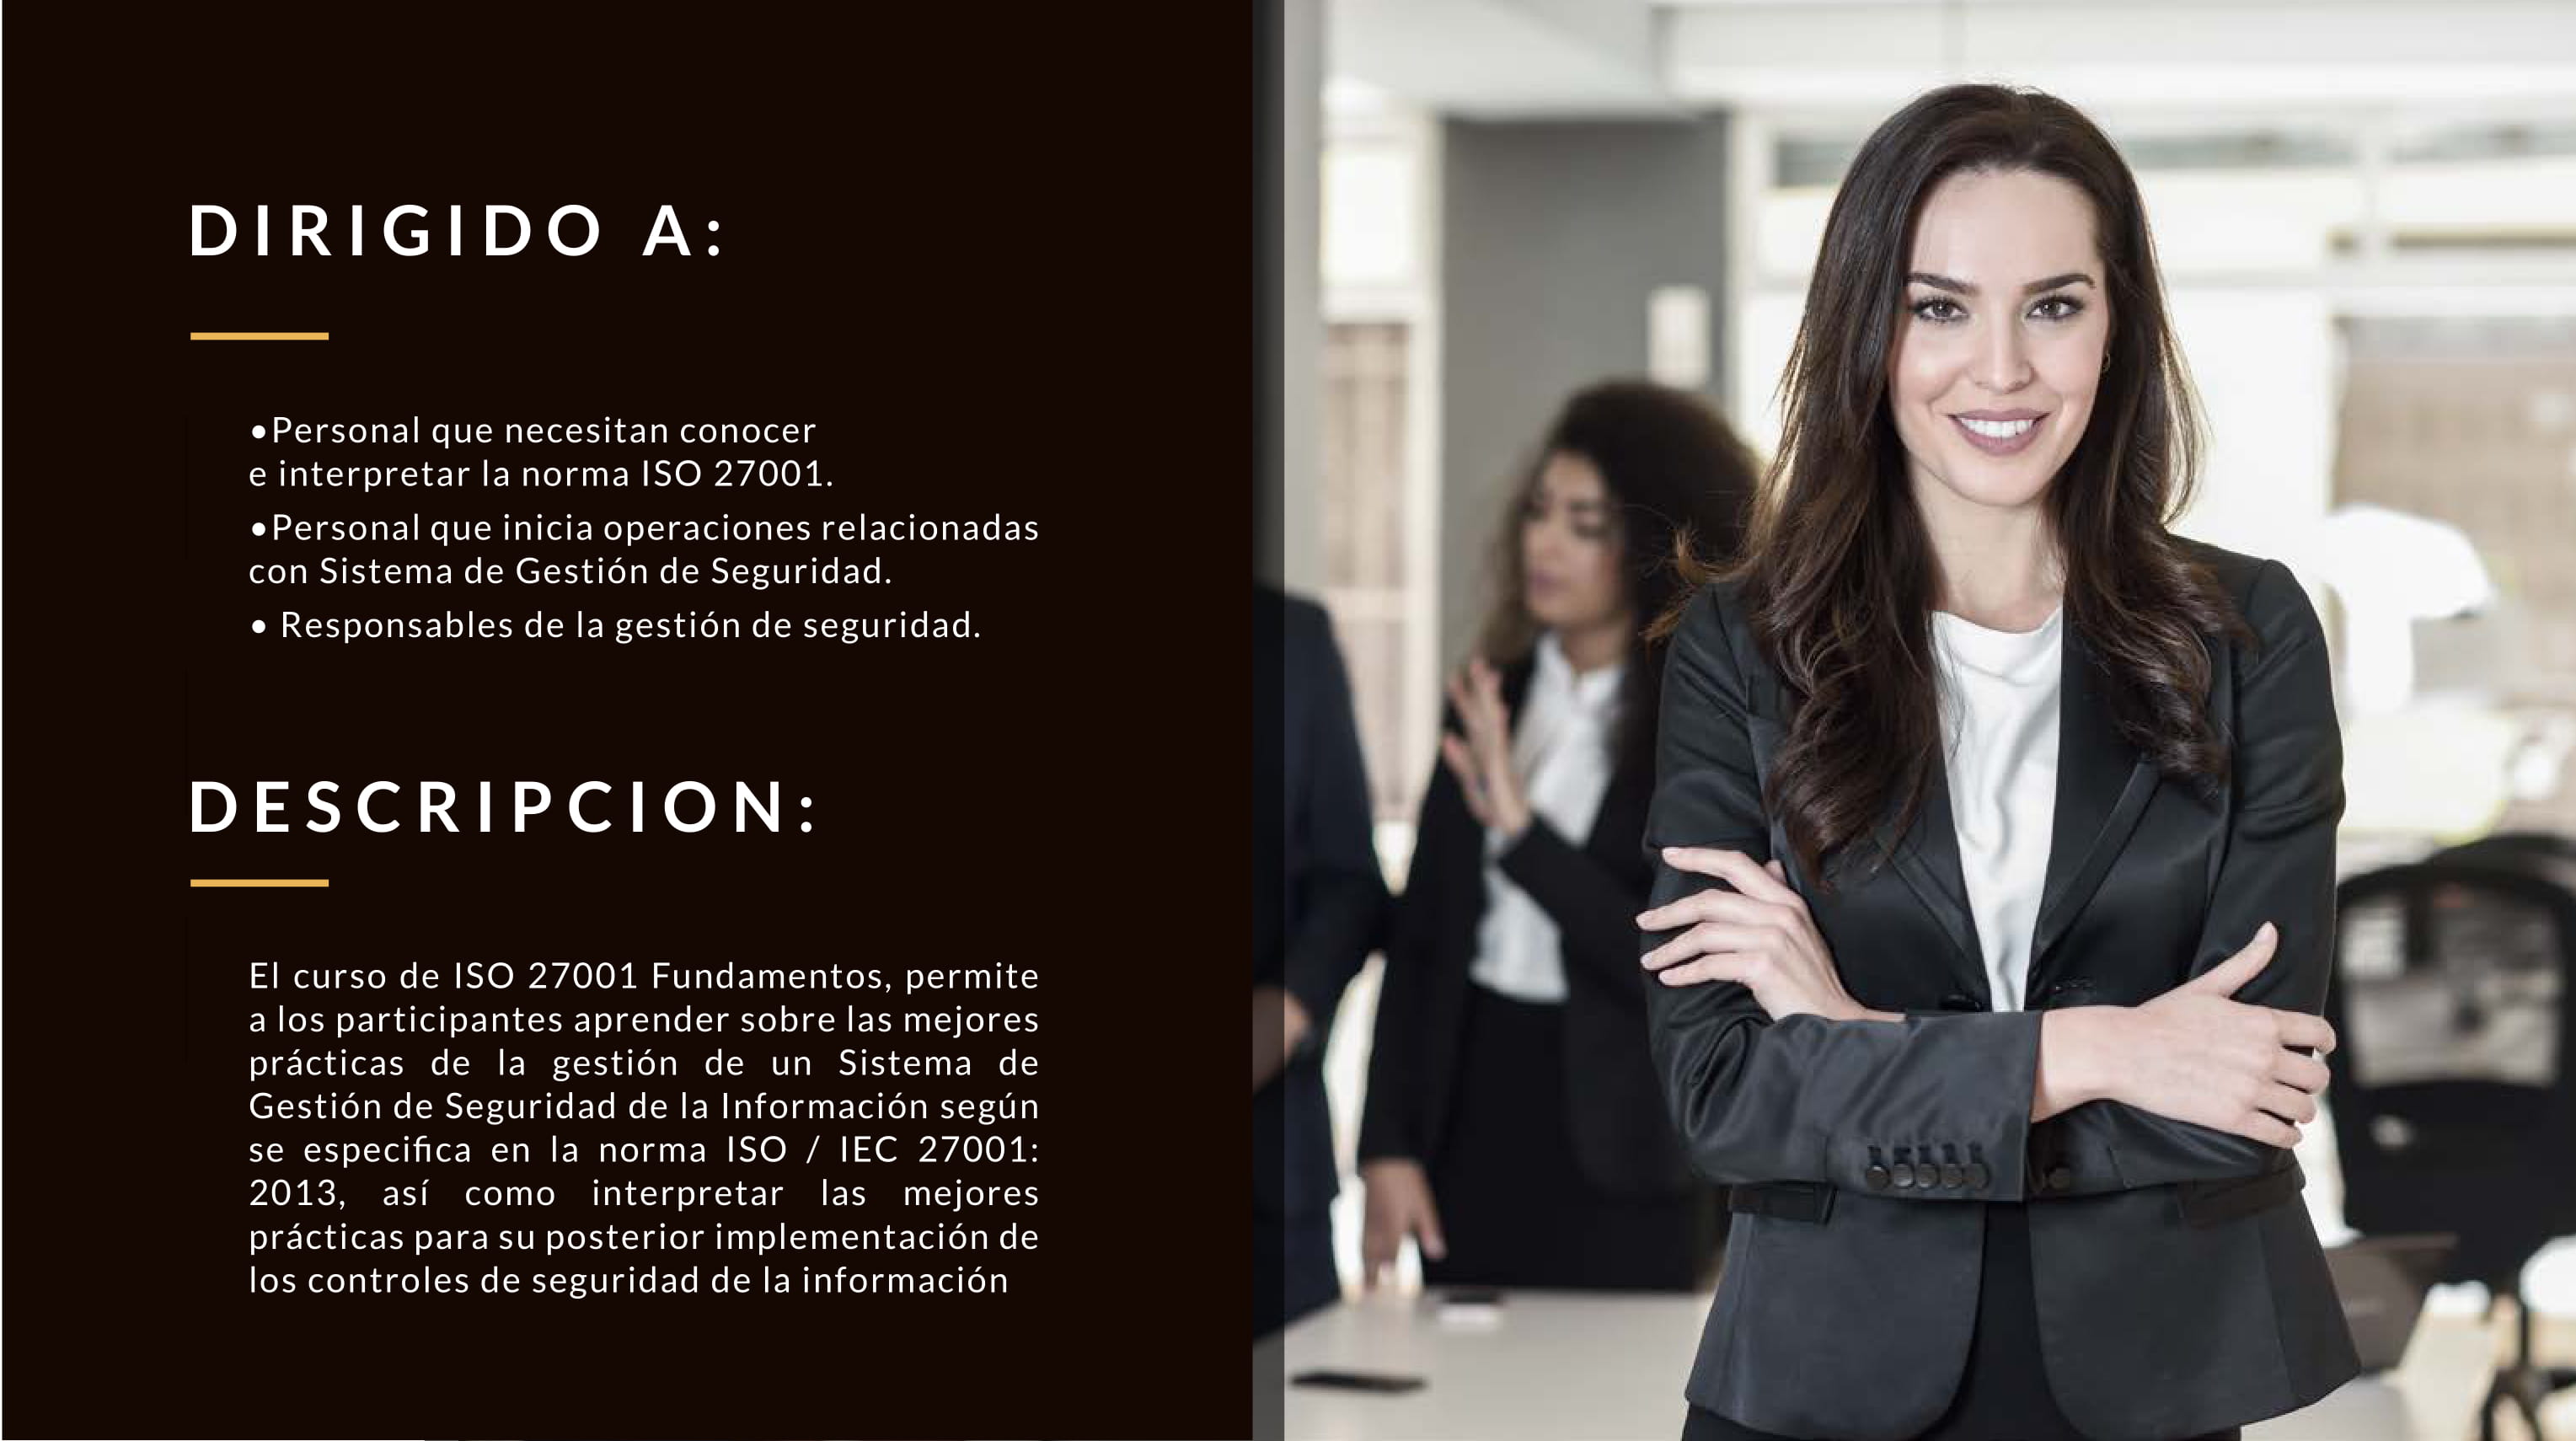 DIRIGIDO A:
•Personal que necesitan conocer
e interpretar la norma ISO 27001.
•Personal que inicia operaciones relacionadas
con Sistema de Gestión de Seguridad.
• Responsables de la gestión de seguridad.
DESCRIPCION:
El curso de ISO 27001 Fundamentos, permite
a los participantes aprender sobre las mejores
prácticas de la gestión de un Sistema de
Gestión de Seguridad de la Información según
se especifica en la norma ISO / IEC 27001:
2013, así como interpretar las mejores
prácticas para su posterior implementación de
los controles de seguridad de la información